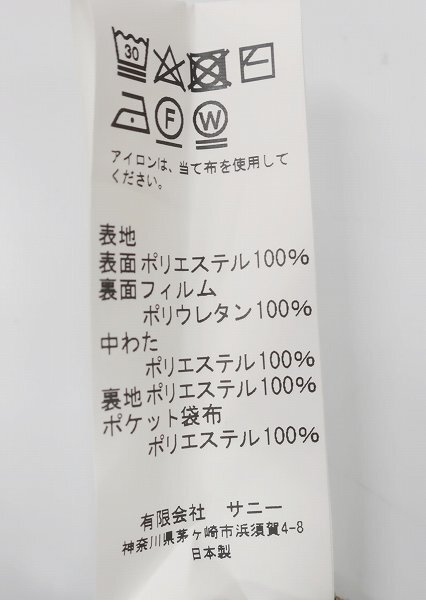 30
F W
アイロンは、当て布を使用して
ください。
表地
表面 ポリエステル100%
裏面フィルム
ポリウレタン100%
中わた
ポリエステル100%
裏地 ポリエステル100%
ポケット袋布
ポリエステル100%
有限会社 サニー
神奈川県茅ヶ崎市浜須賀4-8
日本製